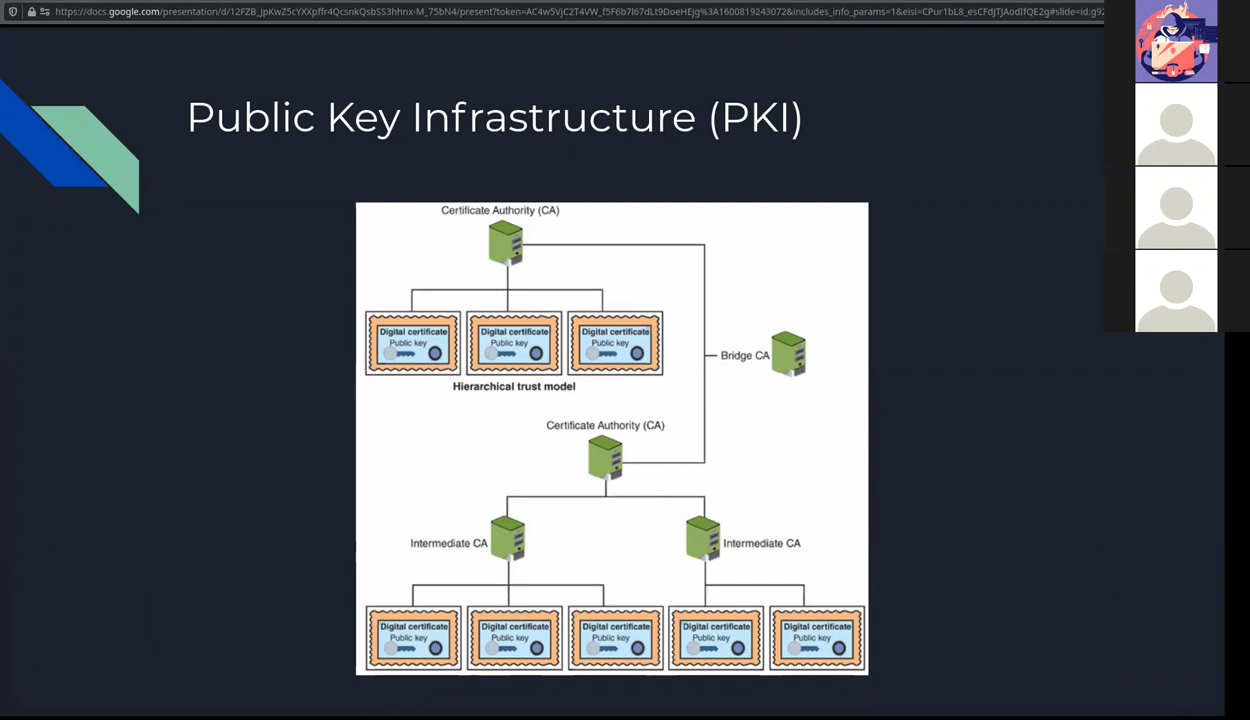 Public Key Infrastructure (PKI)
Certificate Authority (CA)
Digital certificate
Public key
Digital certificate
Public key
Digital certificate
Public key
Hierarchical trust model
Bridge CA
Certificate Authority (CA)
Intermediate CA
Intermediate CA
Digital certificate
Public key
Digital certificate
Public key
Digital certificate
Public key
Digital certificate
Public key
Digital certificate
Public key